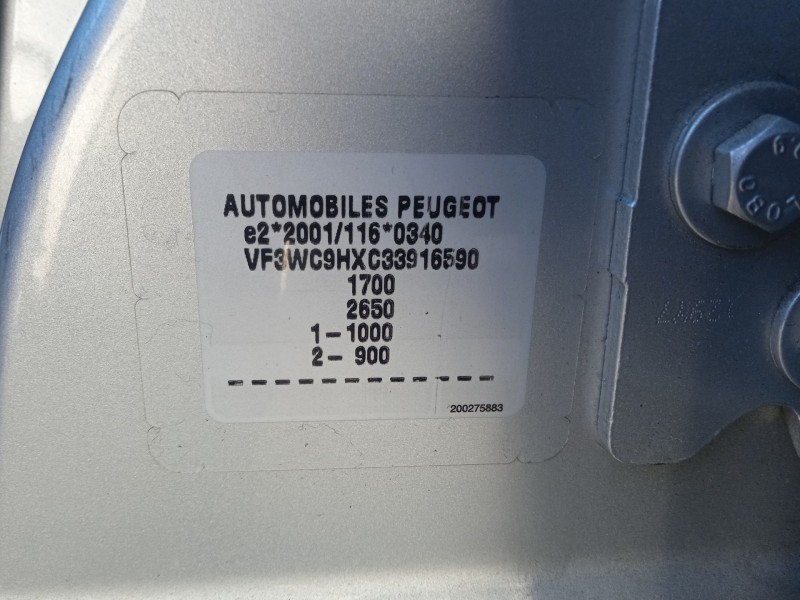 AUTOMOBILES PEUGEOT
e2*2001/116*0340
VF3WC9HXC33916590
1700
2650
1-1000
2- 900
--------------
200275883